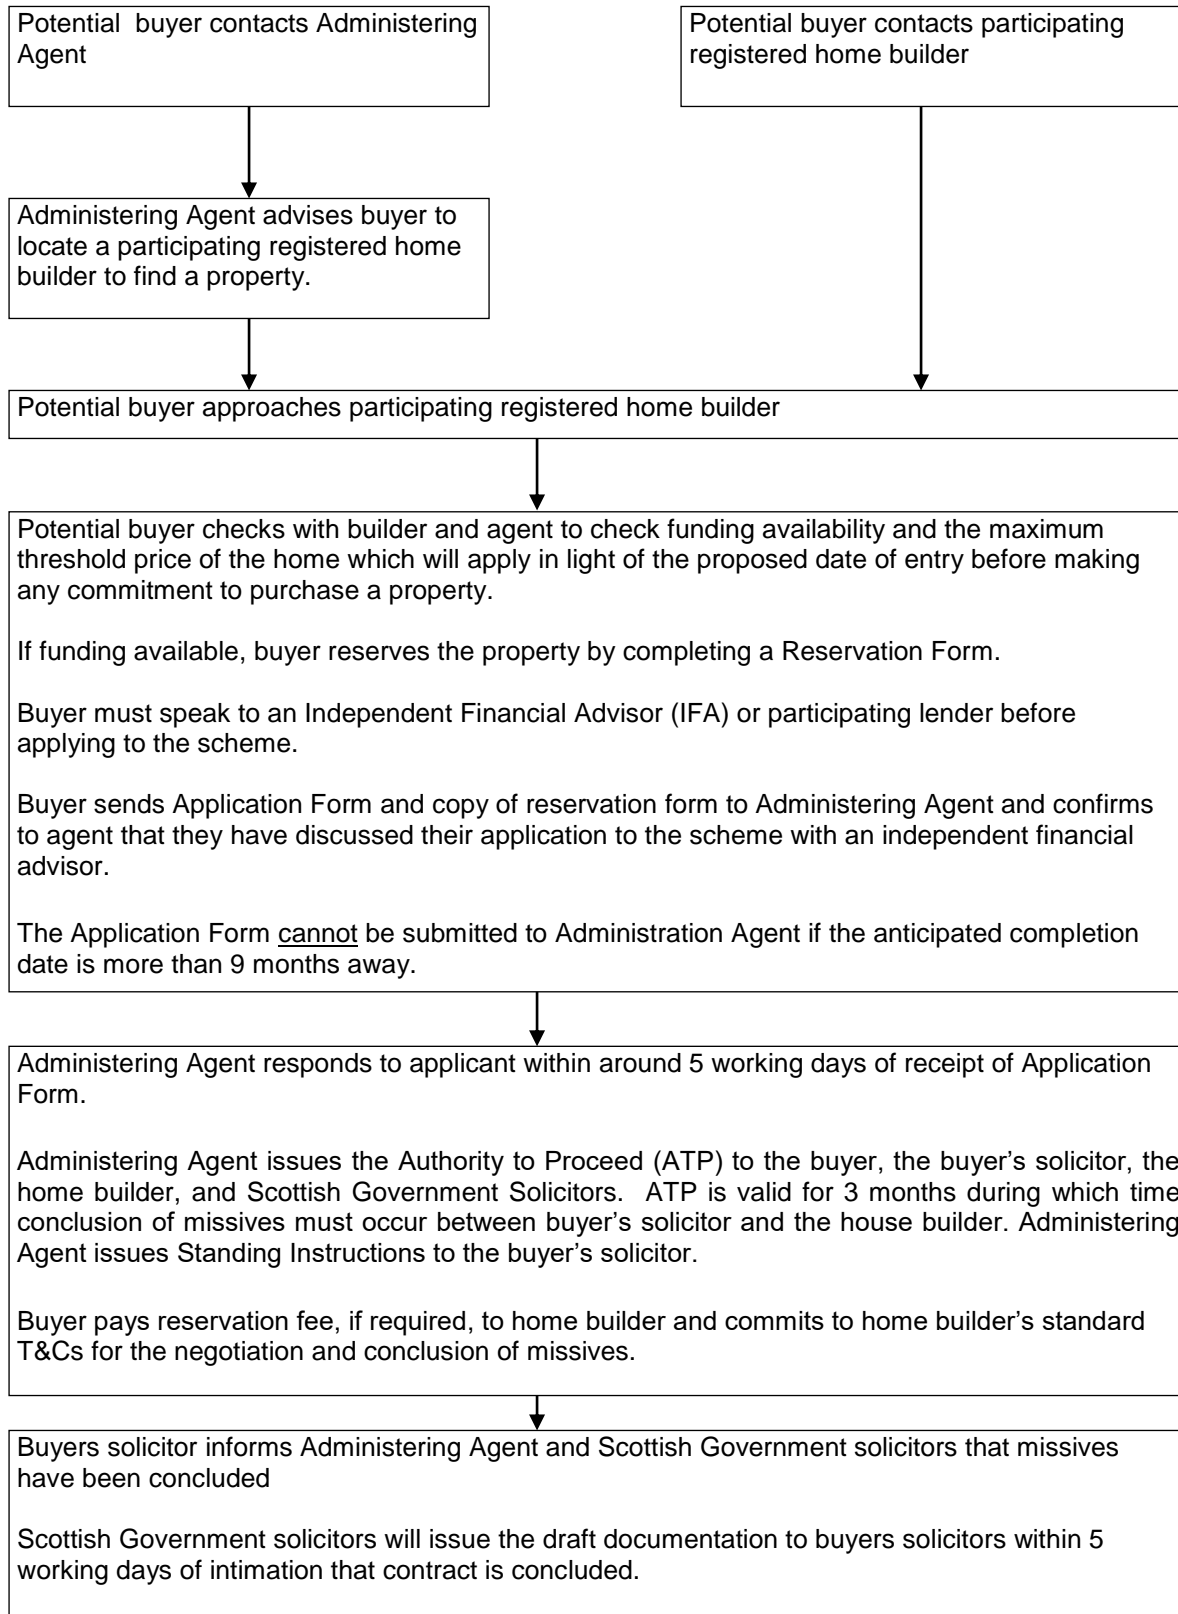 Potential  buyer contacts Administering
Agent
Potential buyer contacts participating
registered home builder
Administering Agent advises buyer to
locate a participating registered home
builder to find a property.
Potential buyer approaches participating registered home builder
Potential buyer checks with builder and agent to check funding availability and the maximum
threshold price of the home which will apply in light of the proposed date of entry before making
any commitment to purchase a property.
If funding available, buyer reserves the property by completing a Reservation Form.
Buyer must speak to an Independent Financial Advisor (IFA) or participating lender before
applying to the scheme.
Buyer sends Application Form and copy of reservation form to Administering Agent and confirms
to agent that they have discussed their application to the scheme with an independent financial
advisor.
The Application Form cannot be submitted to Administration Agent if the anticipated completion
date is more than 9 months away.
Administering Agent responds to applicant within around 5 working days of receipt of Application
Form.
Administering Agent issues the Authority to Proceed (ATP) to the buyer, the buyer’s solicitor, the
home builder, and Scottish Government Solicitors.  ATP is valid for 3 months during which time
conclusion of missives must occur between buyer’s solicitor and the house builder. Administering
Agent issues Standing Instructions to the buyer’s solicitor.
Buyer pays reservation fee, if required, to home builder and commits to home builder’s standard
T&Cs for the negotiation and conclusion of missives.
Buyers solicitor informs Administering Agent and Scottish Government solicitors that missives
have been concluded
Scottish Government solicitors will issue the draft documentation to buyers solicitors within 5
working days of intimation that contract is concluded.